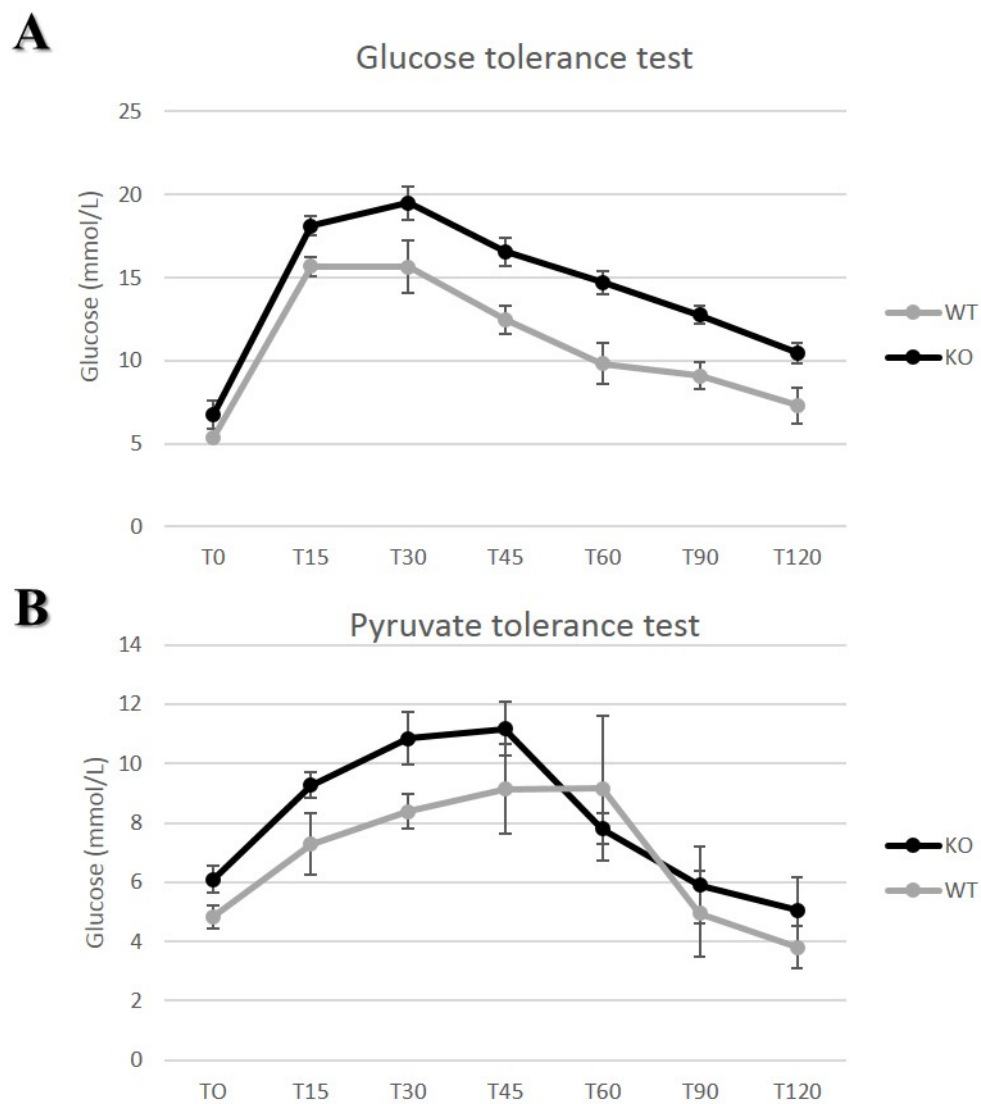 A
Glucose tolerance test
25
20
15
10
5
0
Glucose (mmol/L)
T0 T15 T30 T45 T60 T90 T120
WT
KO
B
Pyruvate tolerance test
14
12
10
8
6
4
2
0
Glucose (mmol/L)
TO T15 T30 T45 T60 T90 T120
KO
WT